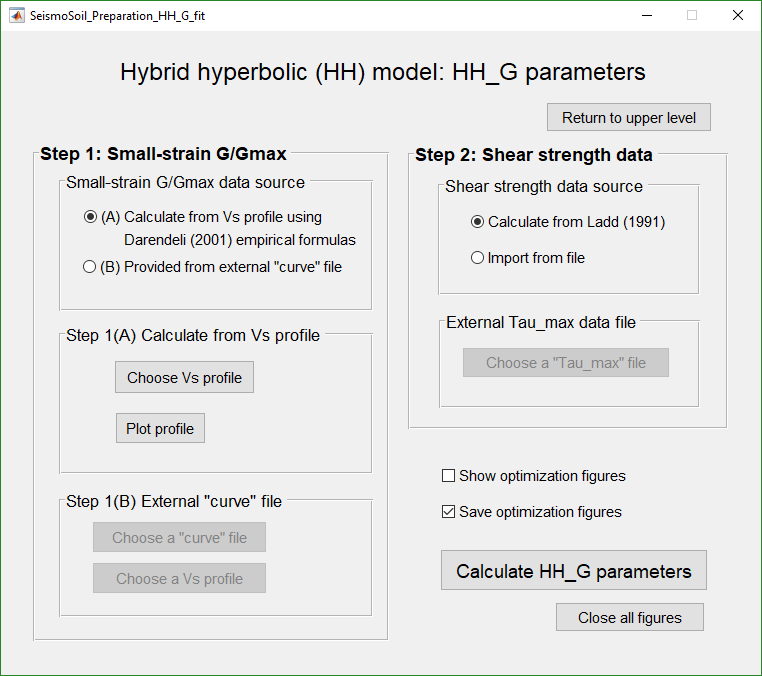 SeismoSoil_Preparation_HH_G_fit
Hybrid hyperbolic (HH) model: HH_G parameters
Return to upper level
Step 1: Small-strain G/Gmax
Small-strain G/Gmax data source
(A) Calculate from Vs profile using
Darendeli (2001) empirical formulas
(B) Provided from external "curve" file
Step 1(A) Calculate from Vs profile
Choose Vs profile
Plot profile
Step 1(B) External "curve" file
Choose a "curve" file
Choose a Vs profile
Step 2: Shear strength data
Shear strength data source
Calculate from Ladd (1991)
Import from file
External Tau_max data file
Choose a "Tau_max" file
Show optimization figures
Save optimization figures
Calculate HH_G parameters
Close all figures